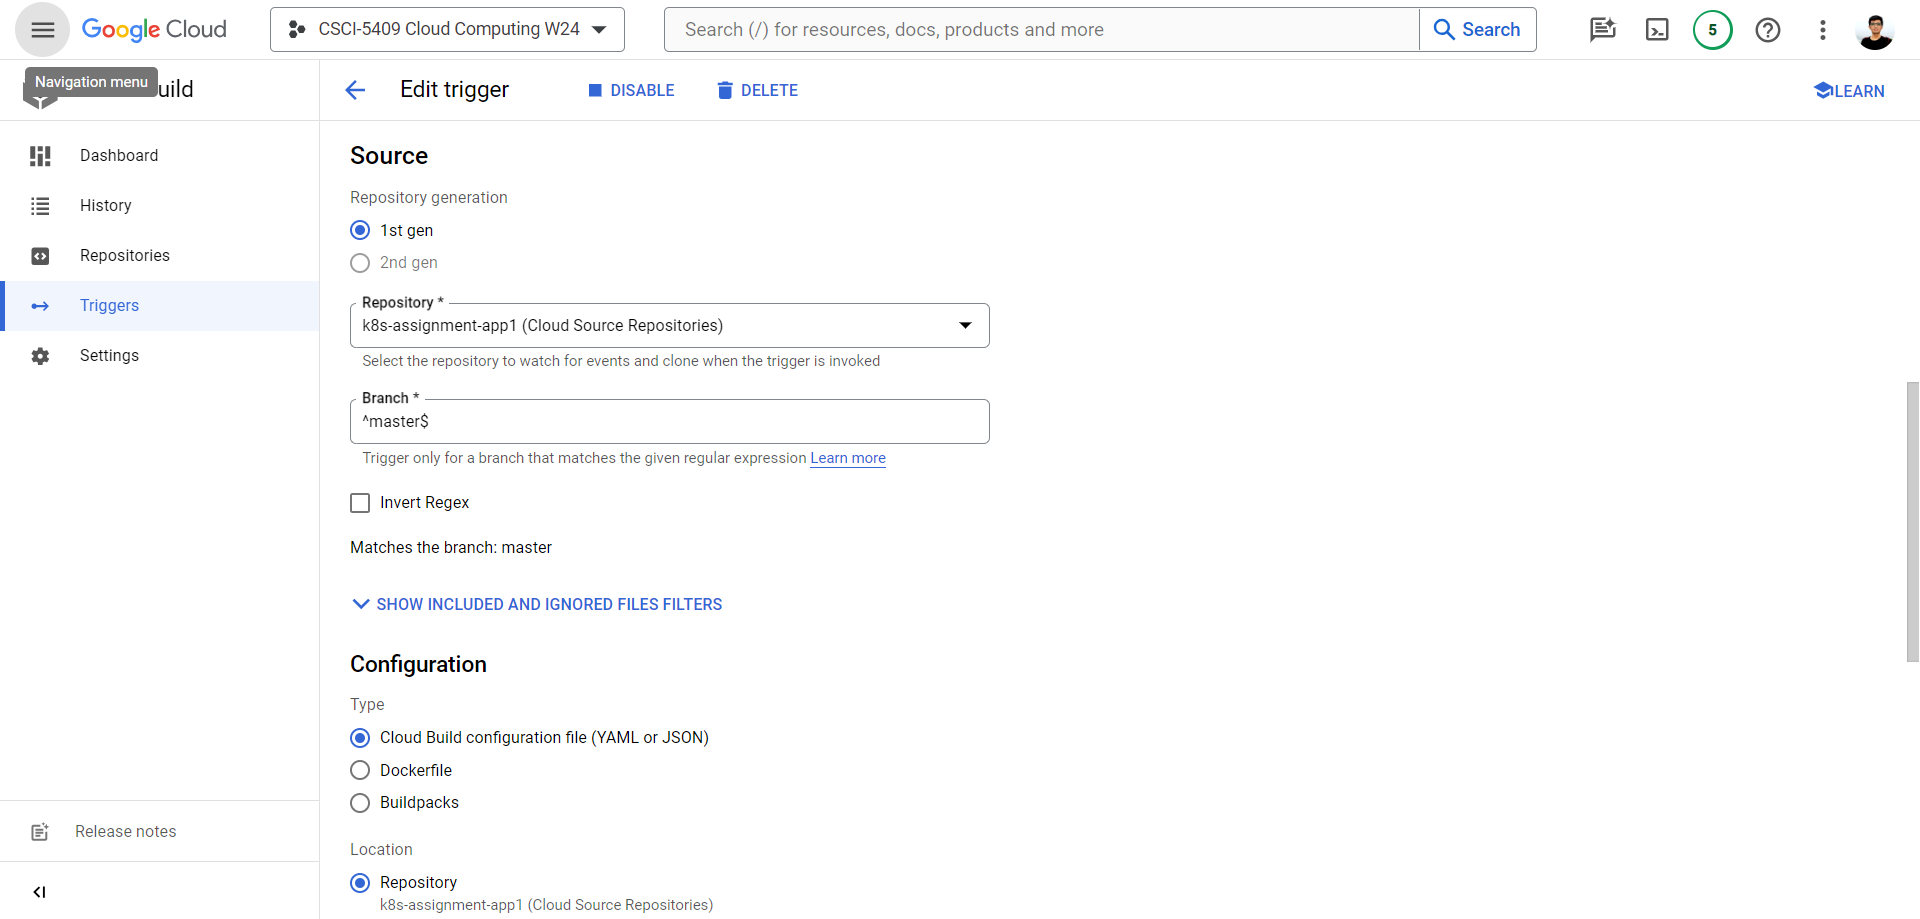 Google Cloud
CSCI-5409 Cloud Computing W24
Search (/) for resources, docs, products and more
Search
5
Navigation menu
uild
Edit trigger
DISABLE
DELETE
LEARN
Dashboard
History
Repositories
Triggers
Settings
Release notes
Source
Repository generation
1st gen
2nd gen
Repository *
k8s-assignment-app1 (Cloud Source Repositories)
Select the repository to watch for events and clone when the trigger is invoked
Branch *
^master$
Trigger only for a branch that matches the given regular expression Learn more
Invert Regex
Matches the branch: master
SHOW INCLUDED AND IGNORED FILES FILTERS
Configuration
Type
Cloud Build configuration file (YAML or JSON)
Dockerfile
Buildpacks
Location
Repository
k8s-assignment-app1 (Cloud Source Repositories)